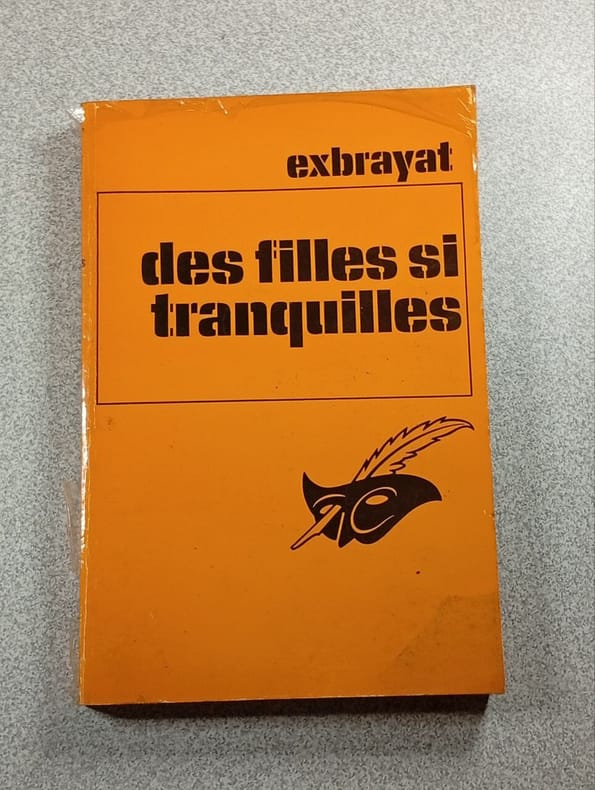 exbrayat
des filles si
tranquilles